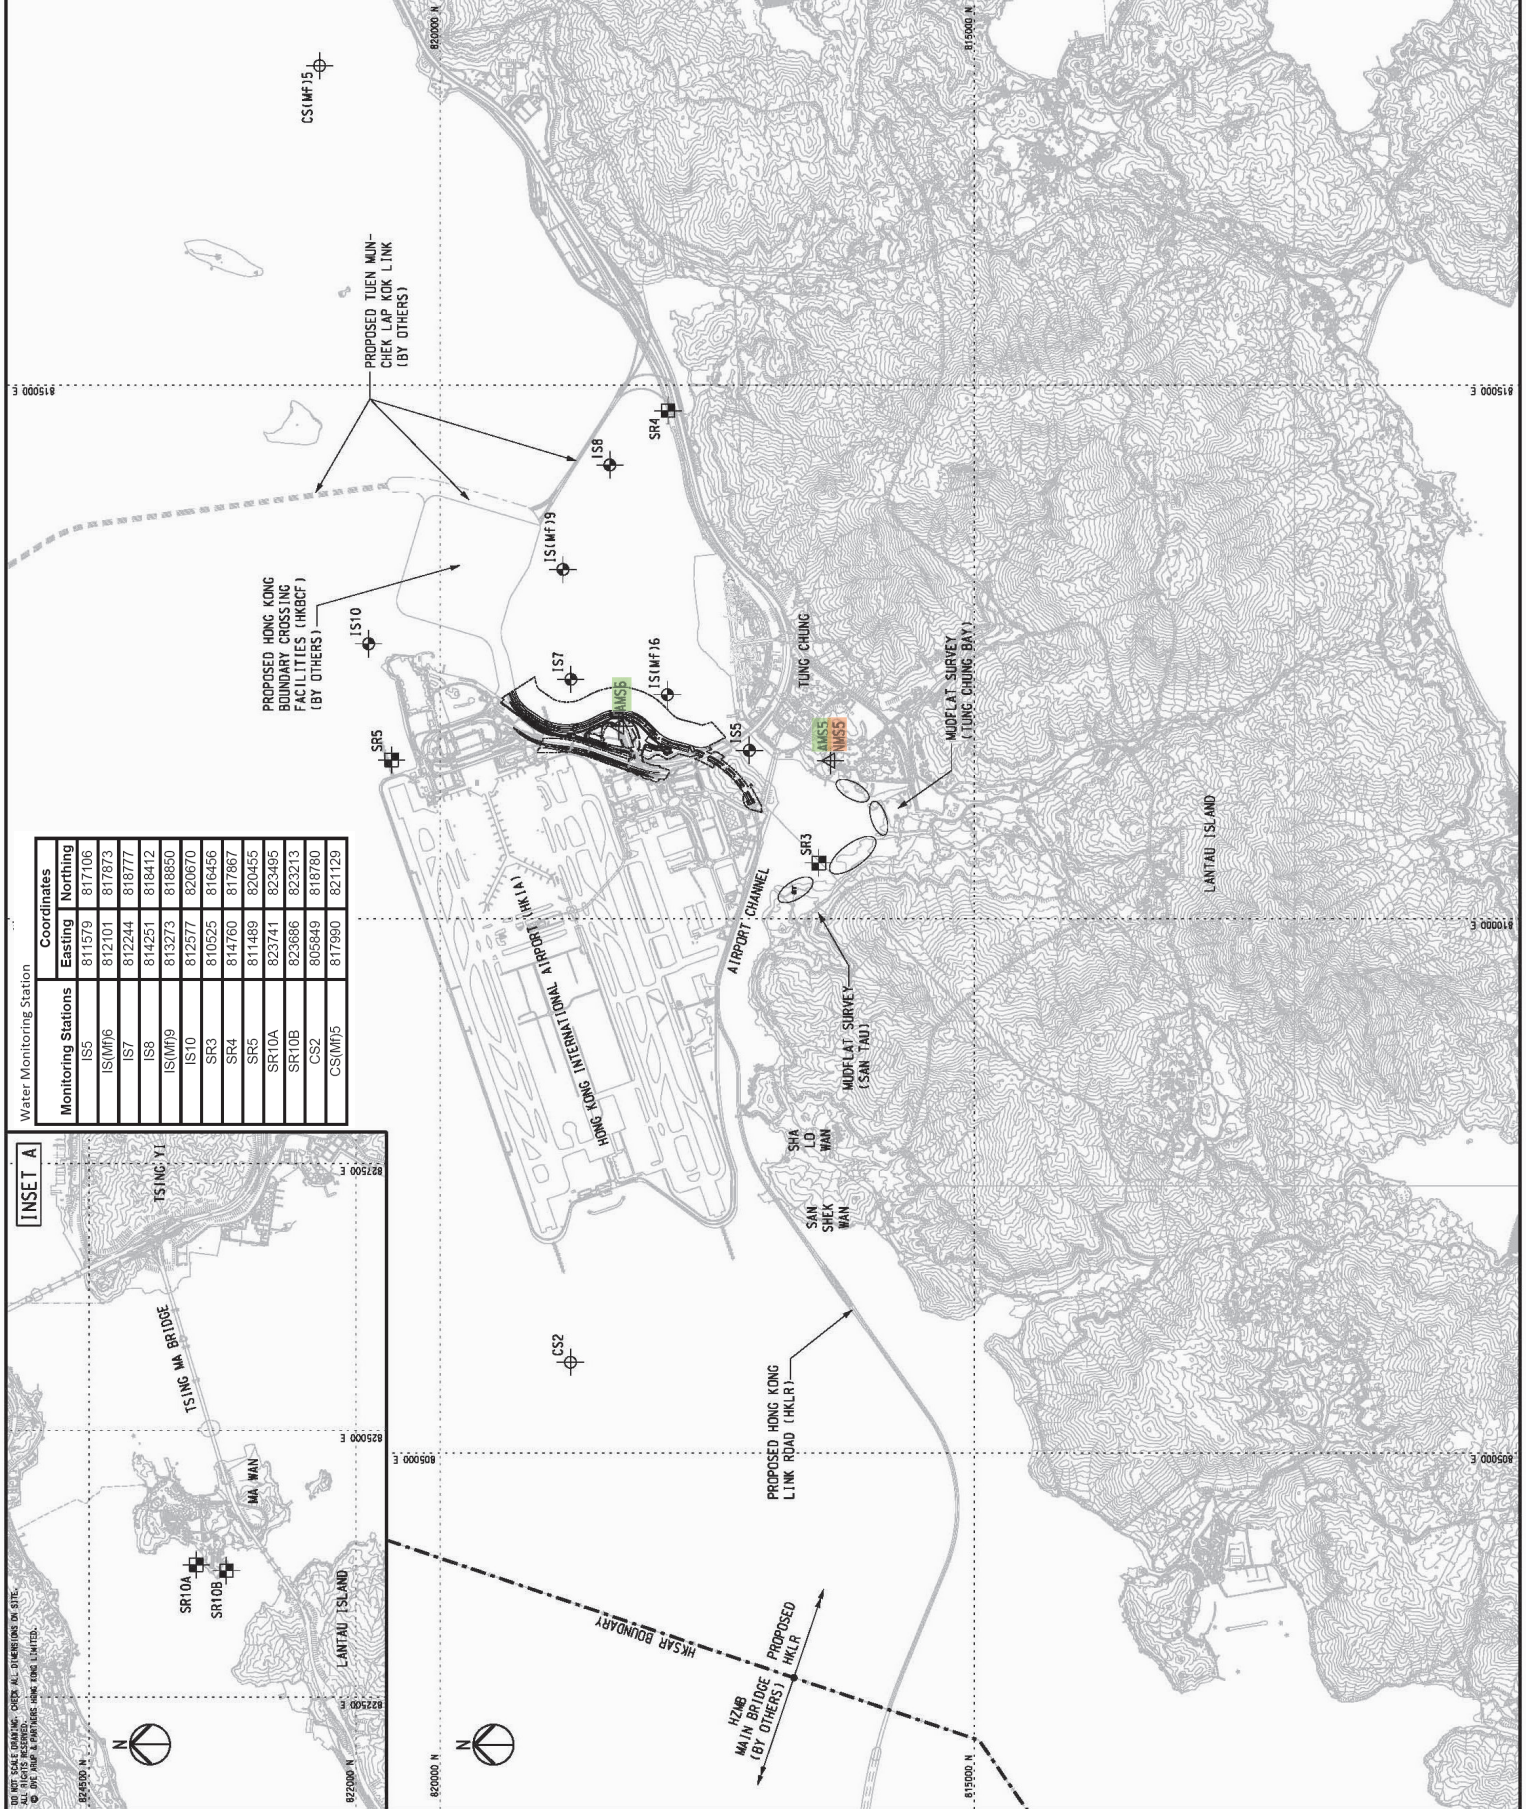 DO NOT SCALE DRAWING. CHECK ALL DIMENSIONS ON SITE.
ALL RIGHTS RESERVED.
© OVE ARUP & PARTNERS HONG KONG LIMITED.
INSET A
N
824500 N
822000 N
822500 E
825000 E
827500 E
TSING YI
TSING MA BRIDGE
MA WAN
SR10A
SR10B
LANTAU ISLAND
Water Monitoring Station
Monitoring Stations Coordinates
Easting Northing
IS5 811579 817106
IS(Mf)6 812101 817873
IS7 812244 818777
IS8 814251 818412
IS(Mf)9 813273 818850
IS10 812577 820670
SR3 810525 816456
SR4 814760 817867
SR5 811489 820455
SR10A 823741 823495
SR10B 823686 823213
CS2 805849 818780
CS(Mf)5 817990 821129
N
820000 N
815000 N
820000 N
815000 N
805000 E
805000 E
810000 E
815000 E
815000 E
CS(Mf)5
PROPOSED TUEN MUN-
CHEK LAP KOK LINK
(BY OTHERS)
PROPOSED HONG KONG
BOUNDARY CROSSING
FACILITIES (HKBCF)
(BY OTHERS)
IS10
SR5
IS(Mf)9
IS8
SR4
IS7
AMS6
IS(Mf)6
IS5
TUNG CHUNG
AMS5
NMS5
MUDFLAT SURVEY
(TUNG CHUNG BAY)
SR3
AIRPORT CHANNEL
HONG KONG INTERNATIONAL AIRPORT (HKIA)
MUDFLAT SURVEY
(SAN TAU)
LANTAU ISLAND
SHA
LO
WAN
SAN
SHEK
WAN
CS2
PROPOSED HONG KONG
LINK ROAD (HKLR)
HKSAR BOUNDARY
HZMB
MAIN BRIDGE
(BY OTHERS)
PROPOSED
HKLR